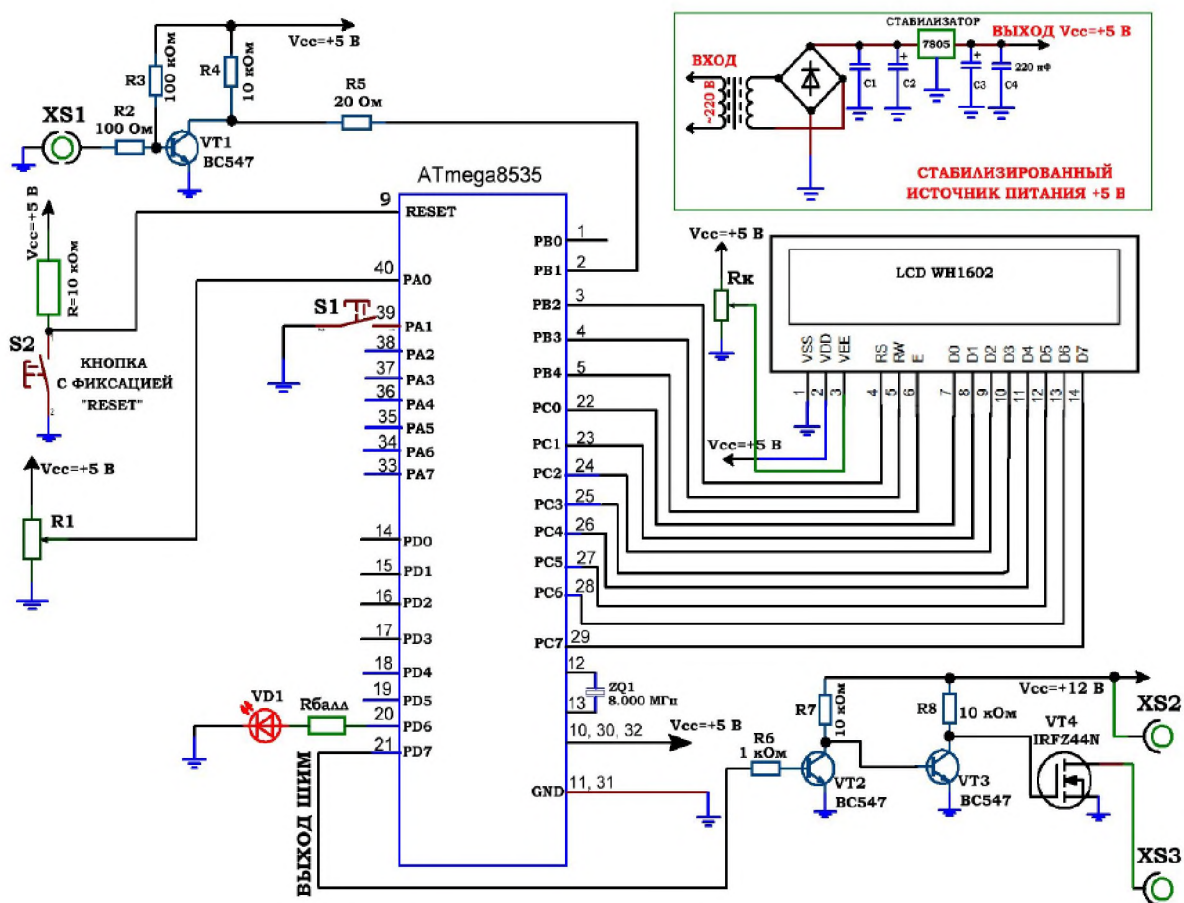 Vcc=+5 В
R3
100 кОм
R4
10 кОм
R5
20 Ом
XS1
R2
100 Ом
VT1
BC547
СТАБИЛИЗАТОР
7805
ВЫХОД Vcc=+5 В
ВХОД
~220 В
C1
+
C2
+
C3
C4
220 нФ
СТАБИЛИЗИРОВАННЫЙ
ИСТОЧНИК ПИТАНИЯ +5 В
ATmega8535
9
RESET
Vcc=+5 В
R=10 кОм
S2
1
2
КНОПКА
С ФИКСАЦИЕЙ
"RESET"
40
PA0
S1
39
PA1
38
PA2
37
PA3
36
PA4
35
PA5
34
PA6
33
PA7
Vcc=+5 В
R1
14
PD0
15
PD1
16
PD2
17
PD3
18
PD4
19
PD5
20
PD6
21
PD7
VD1
Rбалл
ВЫХОД ШИМ
PB0
1
PB1
2
PB2
3
PB3
4
PB4
5
PC0
22
PC1
23
PC2
24
PC3
25
PC4
26
PC5
27
PC6
28
PC7
29
12
13
ZQ1
8.000 МГц
10, 30, 32
Vcc=+5 В
GND
11, 31
Vcc=+5 В
Rк
LCD WH1602
VSS VDD VEE RS RW E D0 D1 D2 D3 D4 D5 D6 D7
1 2 3 4 5 6 7 8 9 10 11 12 13 14
Vcc=+5 В
R6
1 кОм
R7
10 кОм
VT2
BC547
R8
10 кОм
VT3
BC547
Vcc=+12 В
VT4
IRFZ44N
XS2
XS3